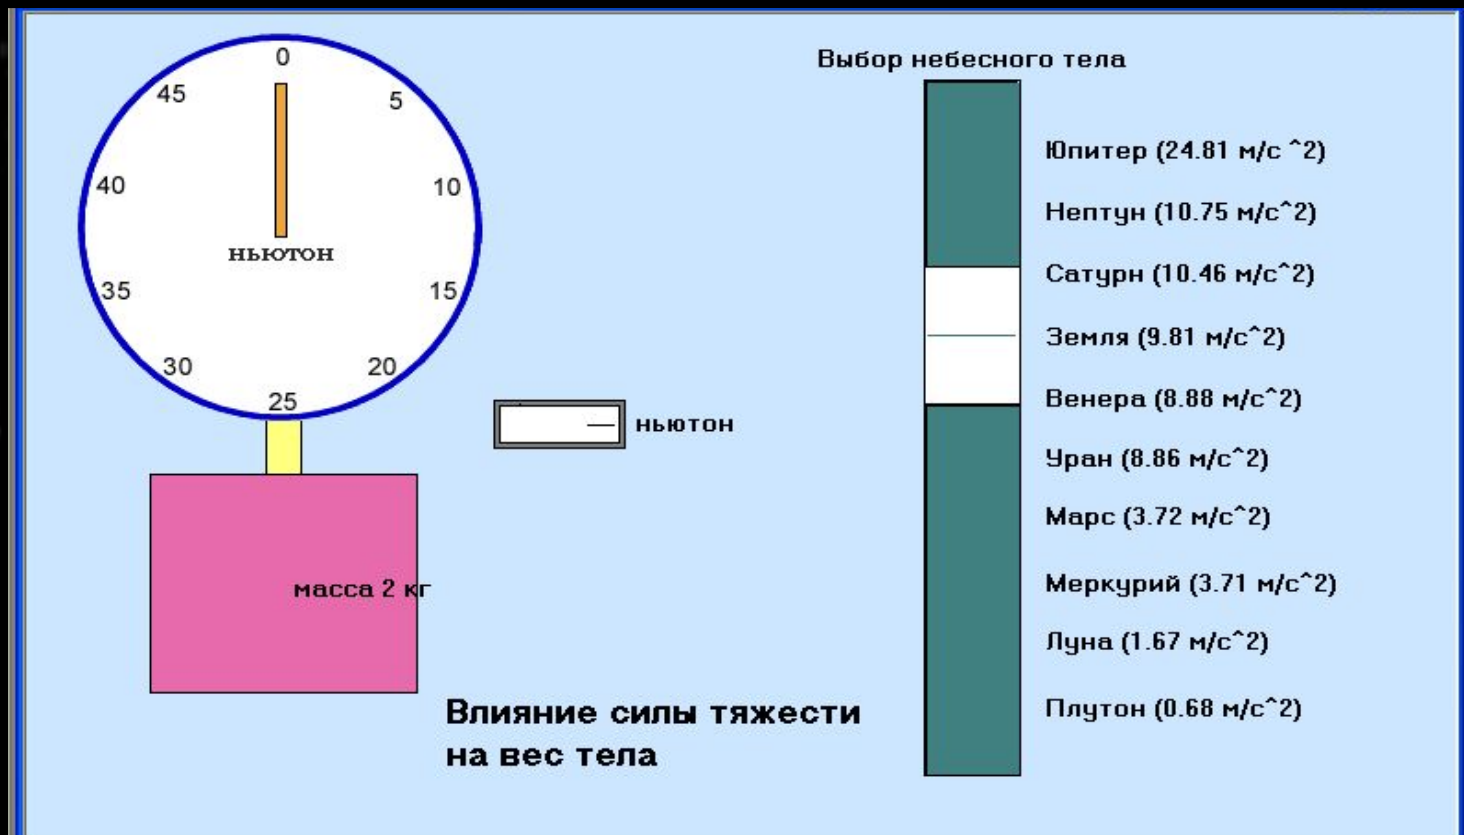 0
5
10
15
20
25
30
35
40
45
ньютон
масса 2 кг
ньютон
Влияние силы тяжести
на вес тела
Выбор небесного тела
Юпитер (24.81 м/с ^2)
Нептун (10.75 м/с^2)
Сатурн (10.46 м/с^2)
Земля (9.81 м/с^2)
Венера (8.88 м/с^2)
Уран (8.86 м/с^2)
Марс (3.72 м/с^2)
Меркурий (3.71 м/с^2)
Луна (1.67 м/с^2)
Плутон (0.68 м/с^2)